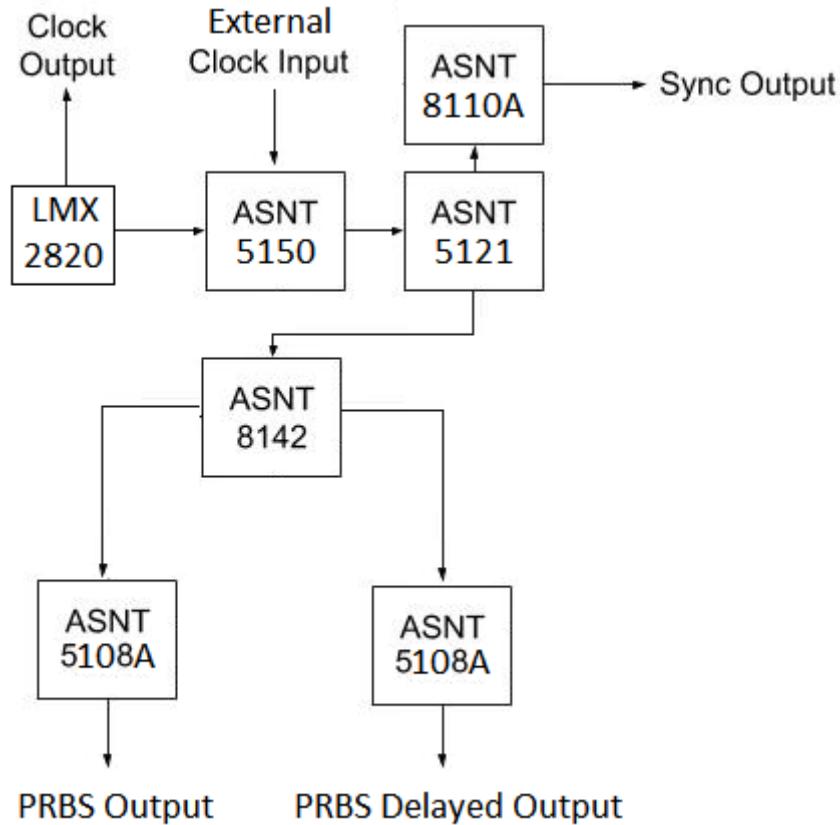 Clock
Output
External
Clock Input
ASNT
8110A
Sync Output
LMX
2820
ASNT
5150
ASNT
5121
ASNT
8142
ASNT
5108A
ASNT
5108A
PRBS Output
PRBS Delayed Output